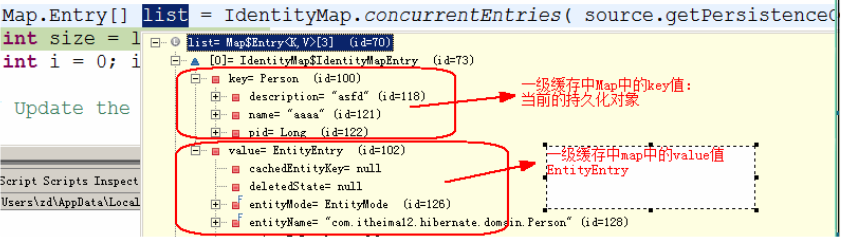 Map.Entry[] list = IdentityMap.concurrentEntries( source.getPersistence
int size = l
int i = 0; i
Update the
list= Map$Entry<K,V>[3] (id=70)
[0]= IdentityMap$IdentityMapEntry (id=73)
key= Person (id=100)
description= "asfd" (id=118)
name= "aaaa" (id=121)
pid= Long (id=122)
一级缓存中Map中的key值:
当前的持久化对象
value= EntityEntry (id=102)
cachedEntityKey= null
deletedState= null
entityMode= EntityMode (id=126)
entityName= "com.itheima12.hibernate.domain.Person" (id=128)
一级缓存中map中的value值
EntityEntry
Script Scripts Inspect
Users\zd\AppData\Local